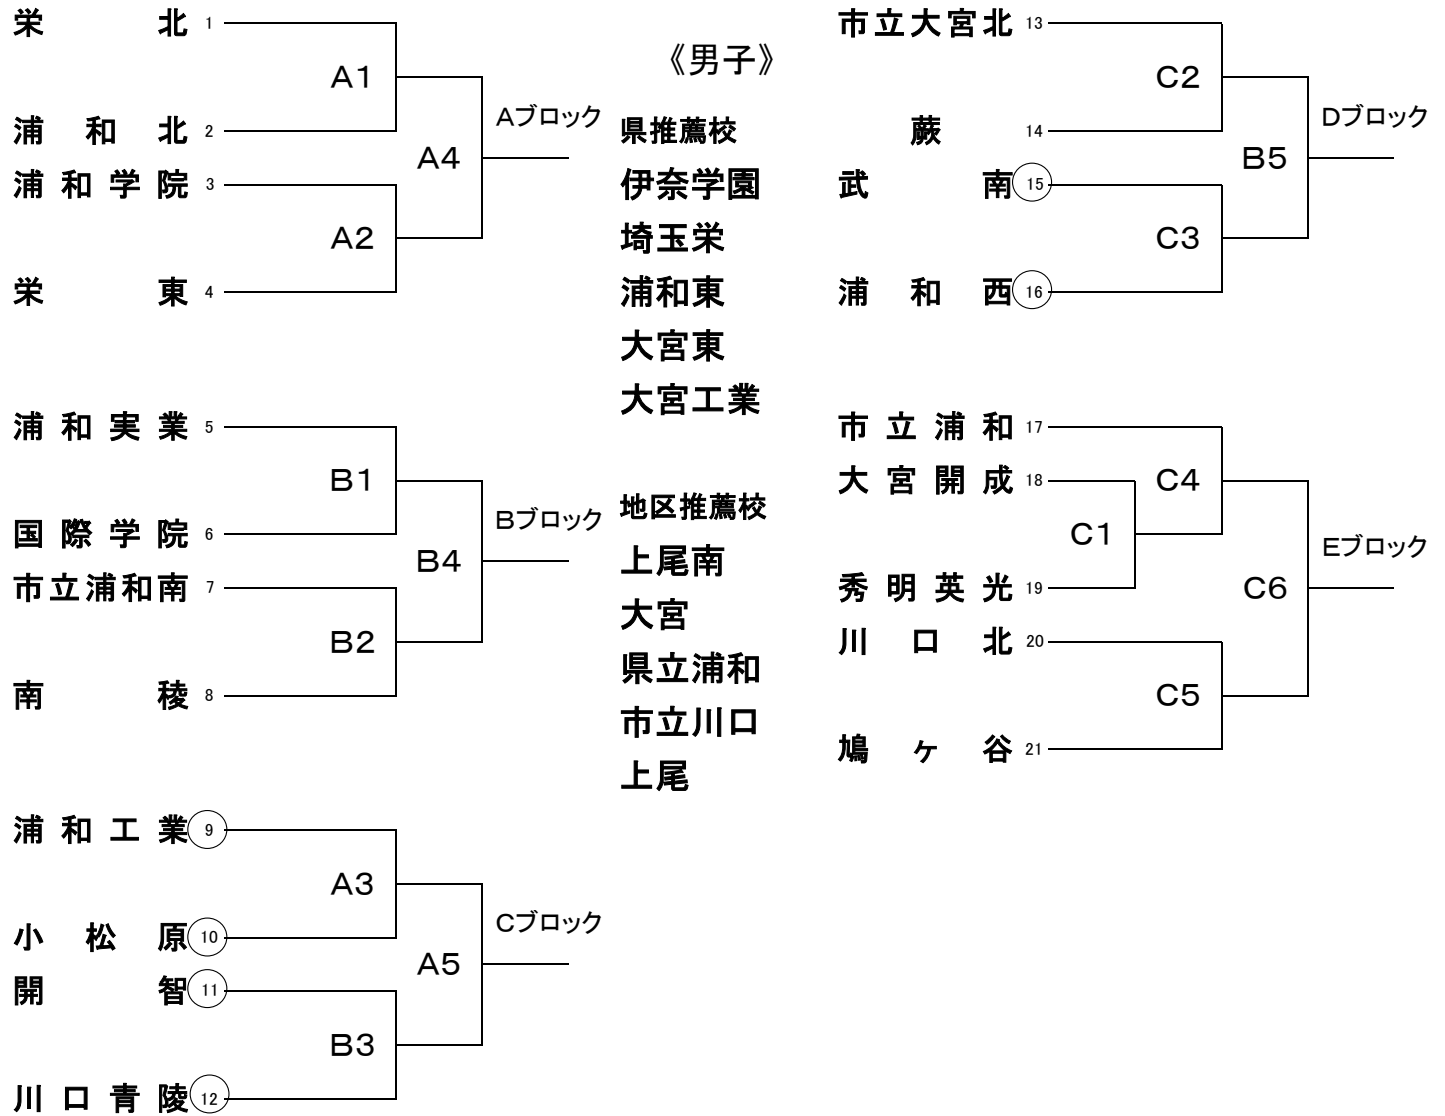 栄北 1
A1
浦和北 2
Aブロック
A4
浦和学院 3
A2
栄東 4
浦和実業 5
B1
国際学院 6
Bブロック
B4
市立浦和南 7
B2
南稜 8
浦和工業 9
A3
小松原 10
Cブロック
A5
開智 11
B3
川口青陵 12
《男子》
県推薦校
伊奈学園
埼玉栄
浦和東
大宮東
大宮工業
地区推薦校
上尾南
大宮
県立浦和
市立川口
上尾
市立大宮北 13
C2
蕨 14
Dブロック
B5
武南 15
C3
浦和西 16
市立浦和 17
大宮開成 18
C4
C1
Eブロック
秀明英光 19
C6
川口北 20
C5
鳩ヶ谷 21